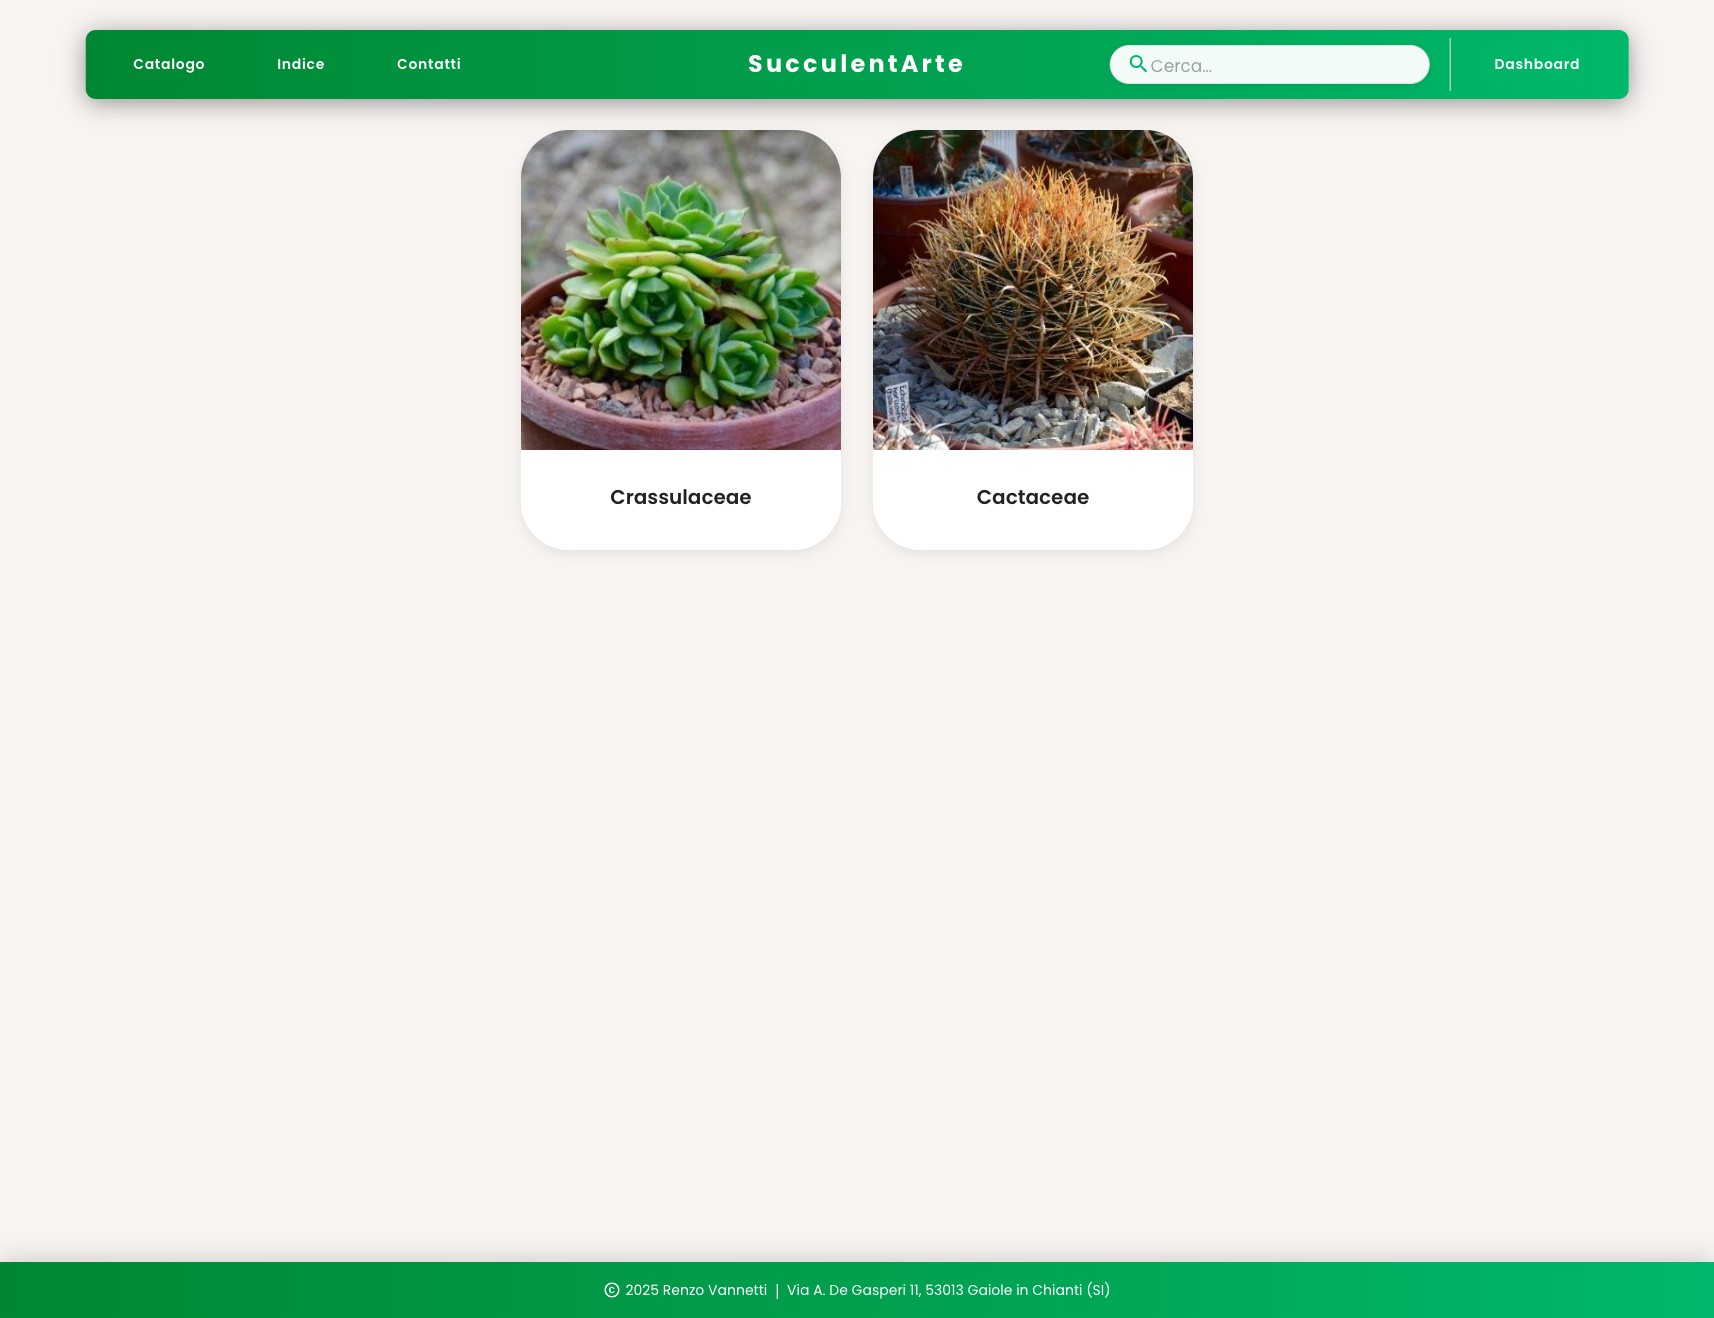 Catalogo Indice Contatti SucculentArte Cerca... Dashboard
Crassulaceae
Cactaceae
© 2025 Renzo Vannetti | Via A. De Gasperi 11, 53013 Gaiole in Chianti (SI)